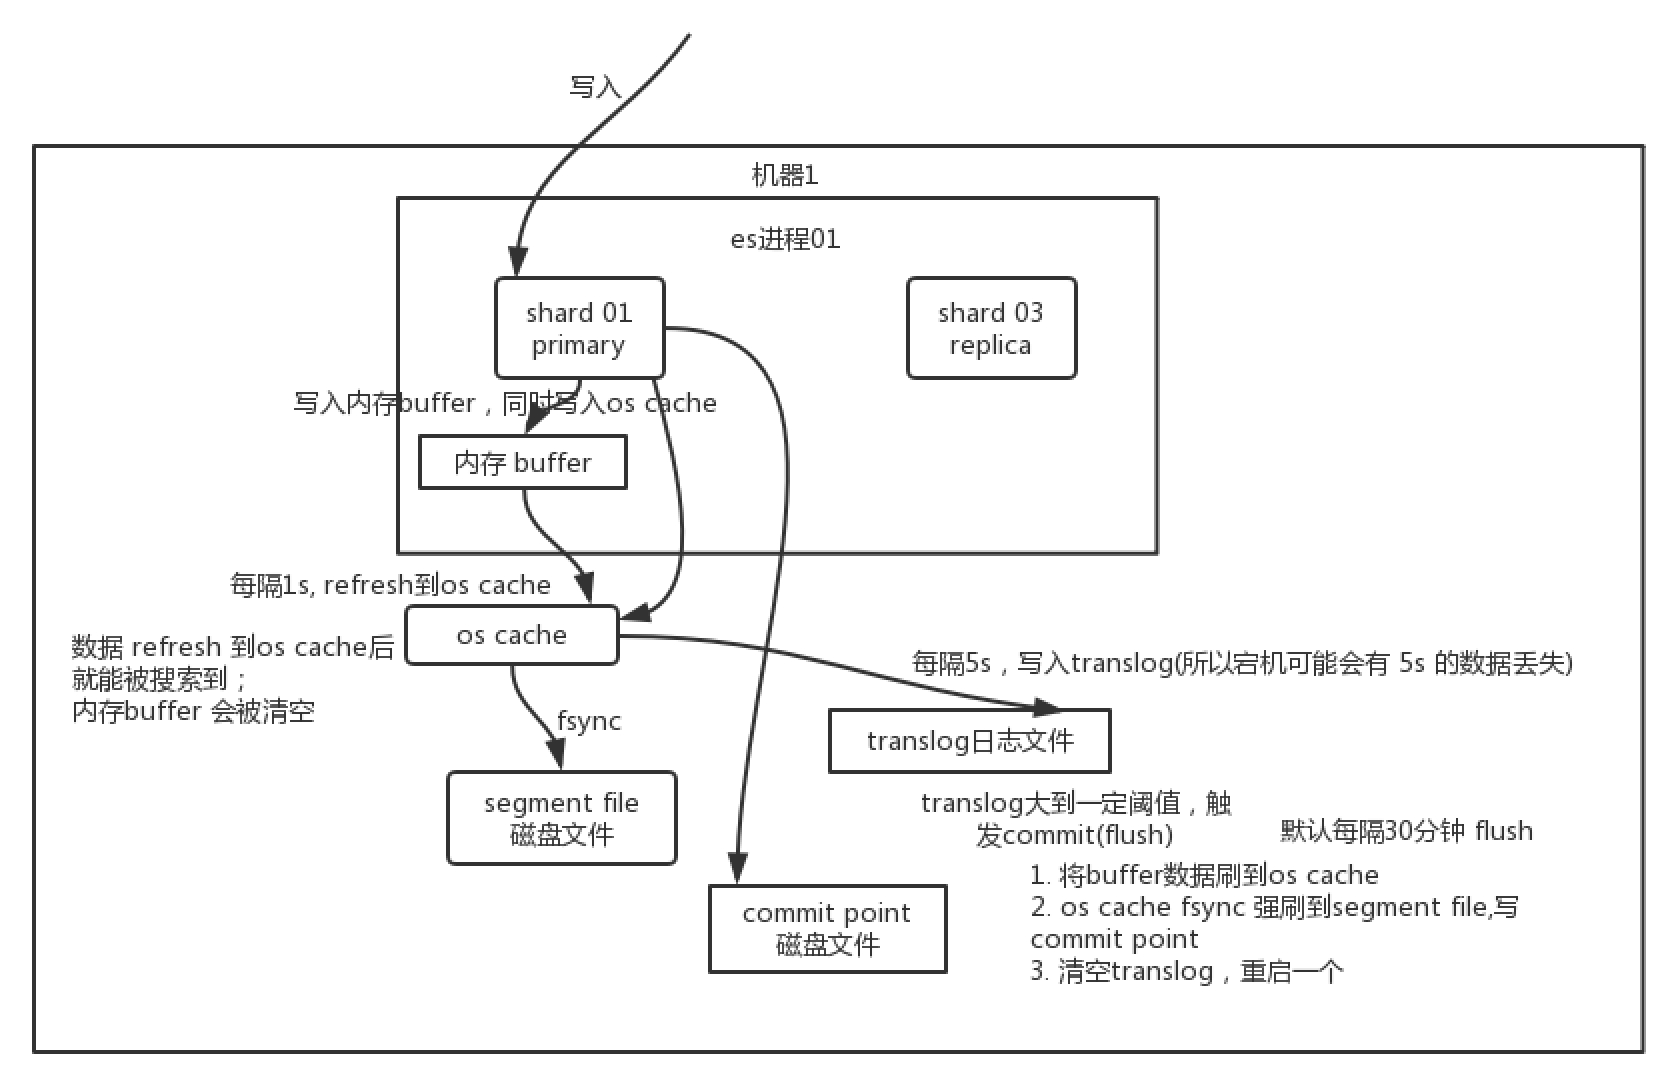 写入
机器1
es进程01
shard 01
primary
shard 03
replica
写入内存buffer，同时写入os cache
内存 buffer
每隔1s, refresh到os cache
os cache
数据 refresh 到os cache后
就能被搜索到；
内存buffer 会被清空
每隔5s，写入translog(所以宕机可能会有 5s 的数据丢失)
fsync
translog日志文件
segment file
磁盘文件
translog大到一定阈值，触
发commit(flush)
默认每隔30分钟 flush
1. 将buffer数据刷到os cache
2. os cache fsync 强刷到segment file,写
commit point
3. 清空translog，重启一个
commit point
磁盘文件